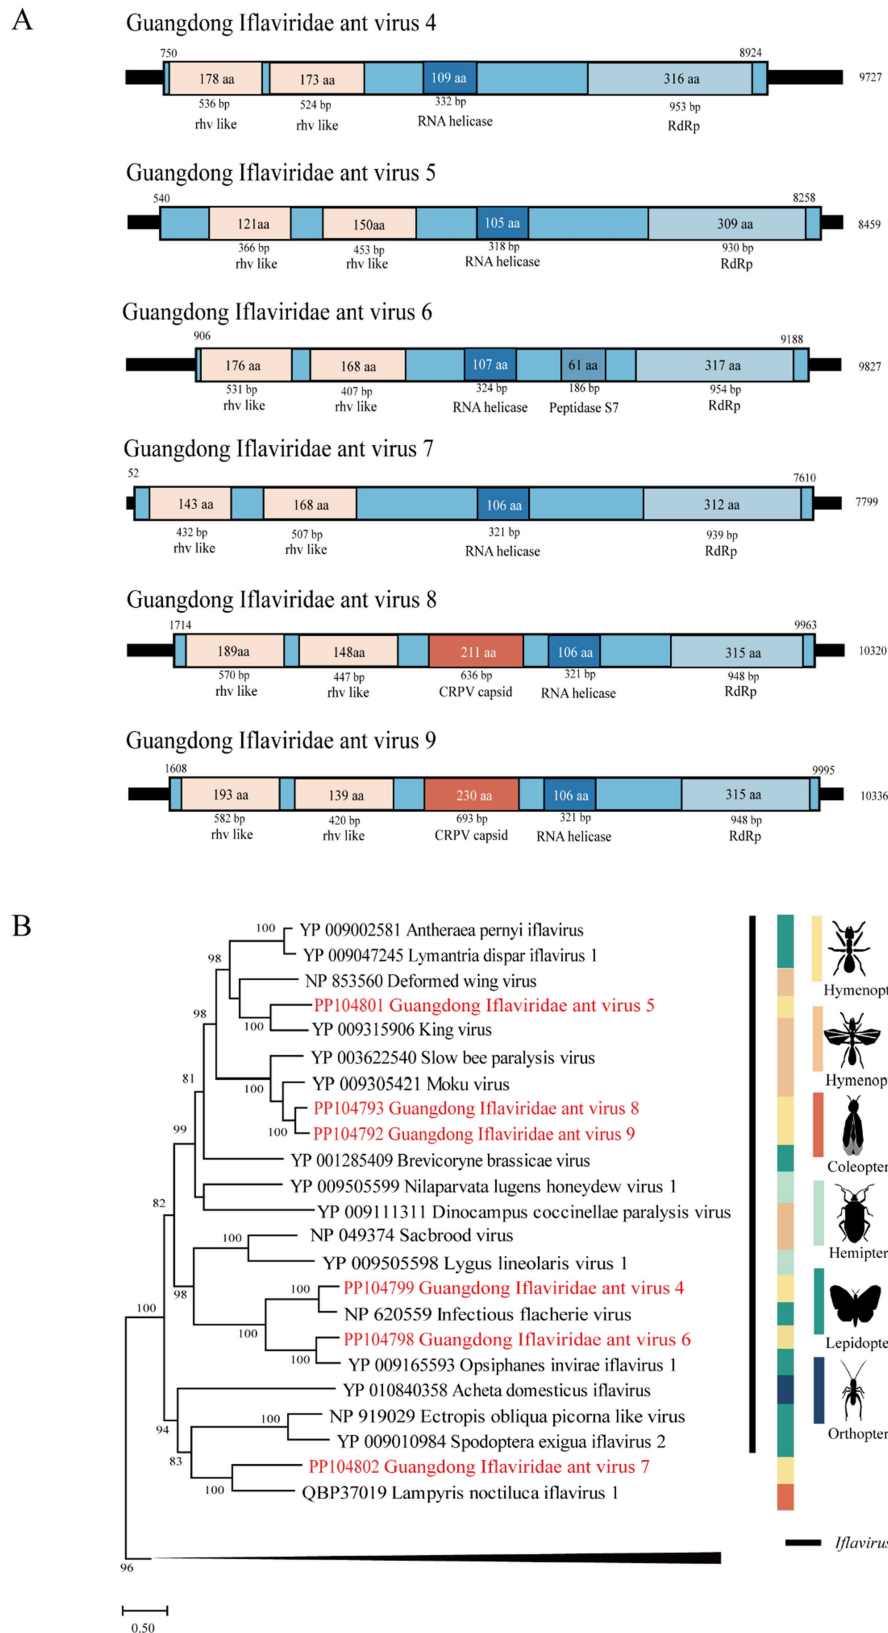 A
Guangdong Iflaviridae ant virus 4
750
8924
178 aa
173 aa
109 aa
316 aa
9727
536 bp
524 bp
332 bp
953 bp
rhv like
rhv like
RNA helicase
RdRp
Guangdong Iflaviridae ant virus 5
540
8258
121aa
150aa
105 aa
309 aa
8459
366 bp
453 bp
318 bp
930 bp
rhv like
rhv like
RNA helicase
RdRp
Guangdong Iflaviridae ant virus 6
906
9188
176 aa
168 aa
107 aa
61 aa
317 aa
9827
531 bp
407 bp
324 bp
186 bp
954 bp
rhv like
rhv like
RNA helicase
Peptidase S7
RdRp
Guangdong Iflaviridae ant virus 7
52
7610
143 aa
168 aa
106 aa
312 aa
7799
432 bp
507 bp
321 bp
939 bp
rhv like
rhv like
RNA helicase
RdRp
Guangdong Iflaviridae ant virus 8
1714
9963
189aa
148aa
211 aa
106 aa
315 aa
10320
570 bp
447 bp
636 bp
321 bp
948 bp
rhv like
rhv like
CRPV capsid
RNA helicase
RdRp
Guangdong Iflaviridae ant virus 9
1608
9995
193 aa
139 aa
230 aa
106 aa
315 aa
10336
582 bp
420 bp
693 bp
321 bp
948 bp
rhv like
rhv like
CRPV capsid
RNA helicase
RdRp
B
100
YP 009002581 Antheraea pernyi iflavirus
YP 009047245 Lymantria dispar iflavirus 1
98
NP 853560 Deformed wing virus
PP104801 Guangdong Iflaviridae ant virus 5
100
YP 009315906 King virus
98
YP 003622540 Slow bee paralysis virus
YP 009305421 Moku virus
100
PP104793 Guangdong Iflaviridae ant virus 8
100
PP104792 Guangdong Iflaviridae ant virus 9
81
YP 001285409 Brevicoryne brassicae virus
99
YP 009505599 Nilaparvata lugens honeydew virus 1
YP 009111311 Dinocampus coccinellae paralysis virus
82
NP 049374 Sacbrood virus
100
YP 009505598 Lygus lineolaris virus 1
98
100
PP104799 Guangdong Iflaviridae ant virus 4
NP 620559 Infectious flacherie virus
100
PP104798 Guangdong Iflaviridae ant virus 6
100
YP 009165593 Opsiphanes invirae iflavirus 1
100
YP 010840358 Acheta domesticus iflavirus
94
100
NP 919029 Ectropis obliqua picorna like virus
YP 009010984 Spodoptera exigua iflavirus 2
83
PP104802 Guangdong Iflaviridae ant virus 7
100
QBP37019 Lampyris noctiluca iflavirus 1
96
0.50
Hymenopt
Hymenopt
Coleopter
Hemipter
Lepidopte
Orthopter
Iflavirus